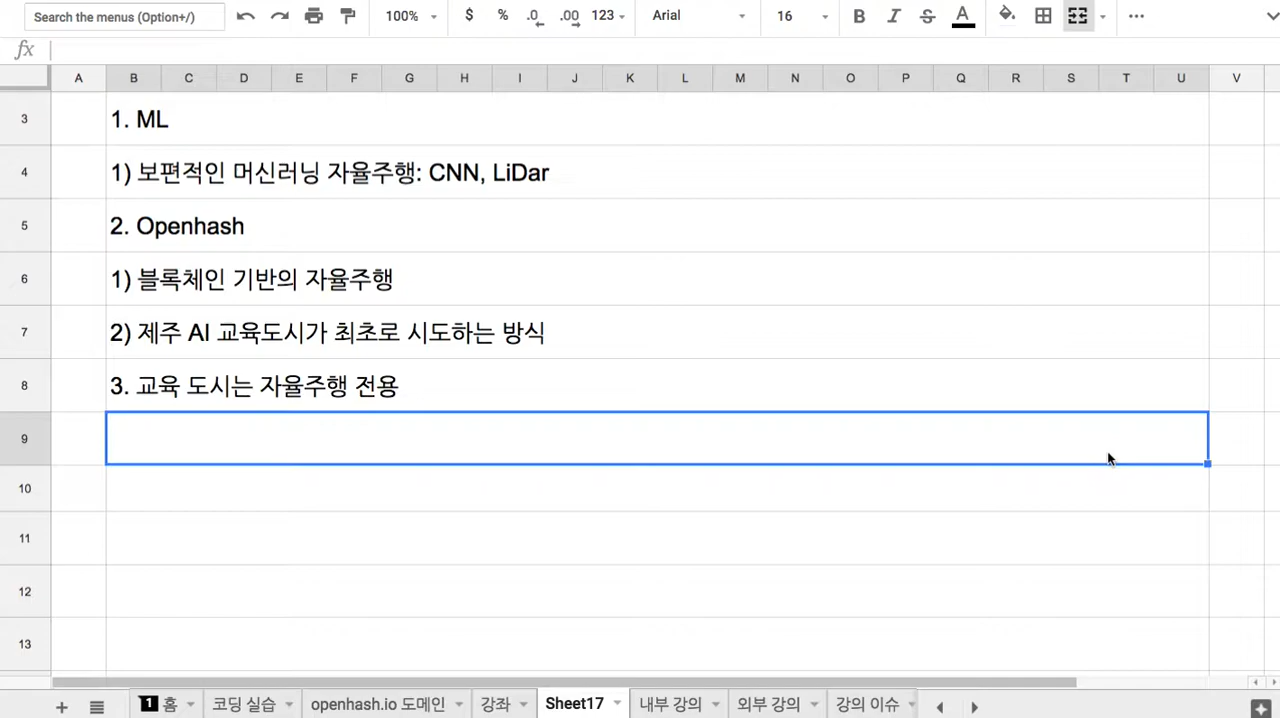 Search the menus (Option+/)
100%
$ % .0 .00 123
Arial
16
B I S A
fx
A B C D E F G H I J K L M N O P Q R S T U V
3 1. ML
4 1) 보편적인 머신러닝 자율주행: CNN, LiDar
5 2. Openhash
6 1) 블록체인 기반의 자율주행
7 2) 제주 AI 교육도시가 최초로 시도하는 방식
8 3. 교육 도시는 자율주행 전용
9
10
11
12
13
1 홈 코딩 실습 openhash.io 도메인 강좌 Sheet17 내부 강의 외부 강의 강의 이슈